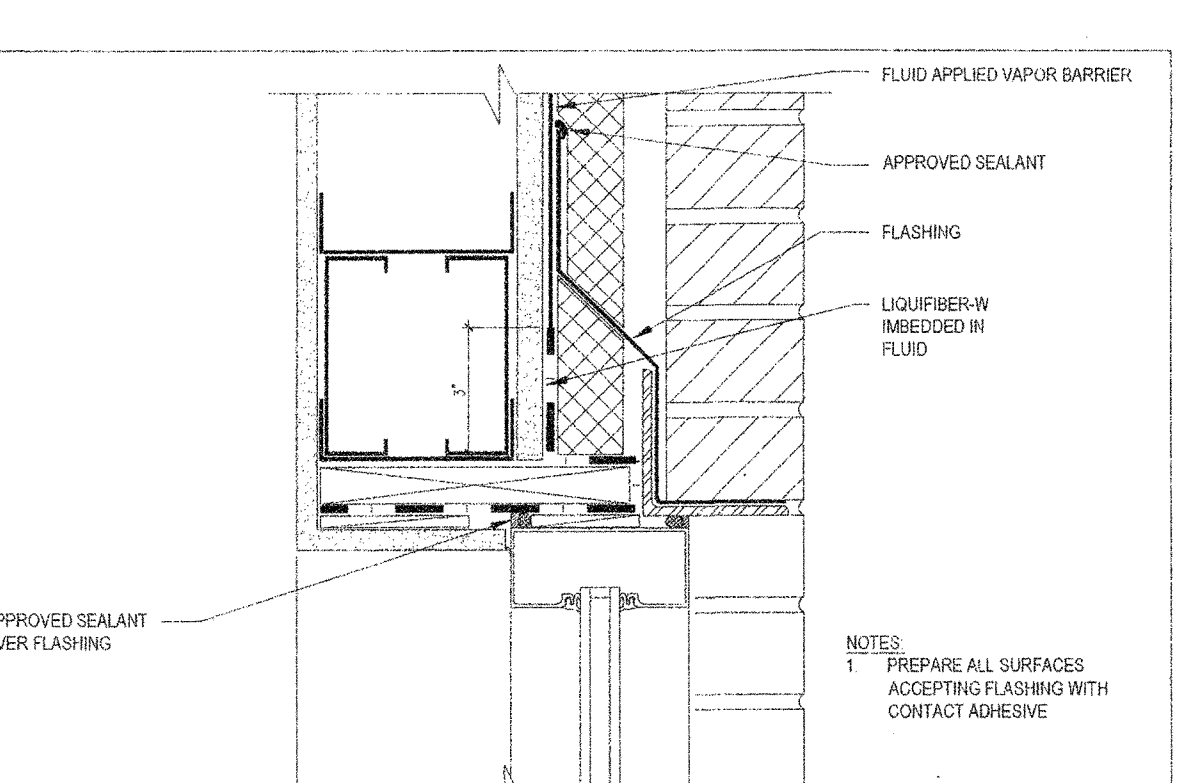 FLUID APPLIED VAPOR BARRIER
APPROVED SEALANT
FLASHING
LIQUIFIBER-W
IMBEDDED IN
FLUID
3"
PPROVED SEALANT
VER FLASHING
NOTES:
1. PREPARE ALL SURFACES
ACCEPTING FLASHING WITH
CONTACT ADHESIVE